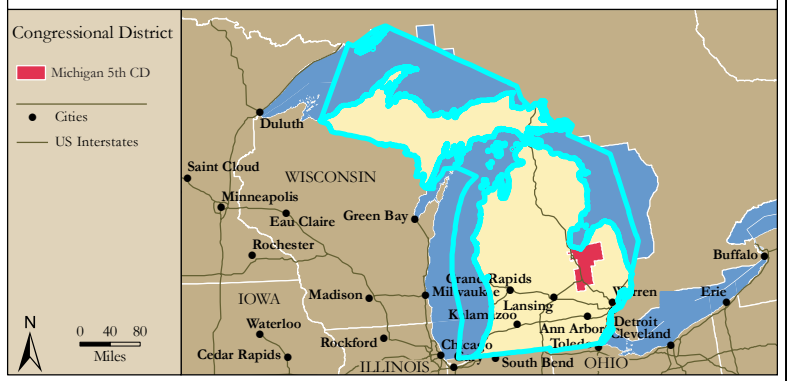 Congressional District
Michigan 5th CD
Cities
US Interstates
N
0 40 80
Miles
Duluth
Saint Cloud
WISCONSIN
Minneapolis
Eau Claire
Green Bay
Rochester
Buffalo
Grand Rapids
IOWA
Madison
Milwaukee
Lansing
Warren
Erie
Kalamazoo
Waterloo
Ann Arbor
Detroit
Rockford
Chicago
Toledo
Cleveland
Cedar Rapids
ILLINOIS
Gary
South Bend
OHIO